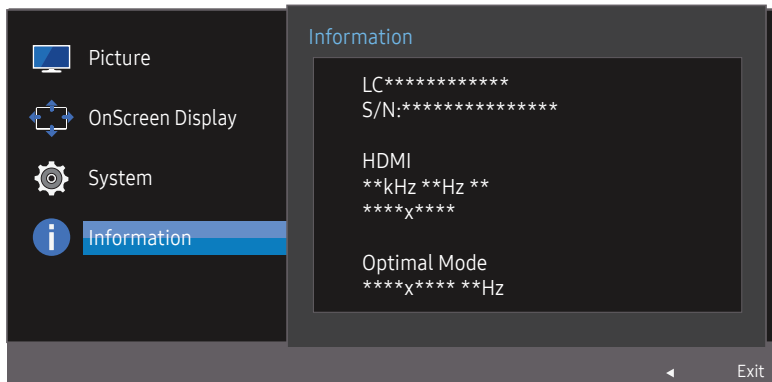 Picture
OnScreen Display
System
Information
Information
LC************
S/N:***************
HDMI
**kHz **Hz **
****x****
Optimal Mode
****x**** **Hz
Exit